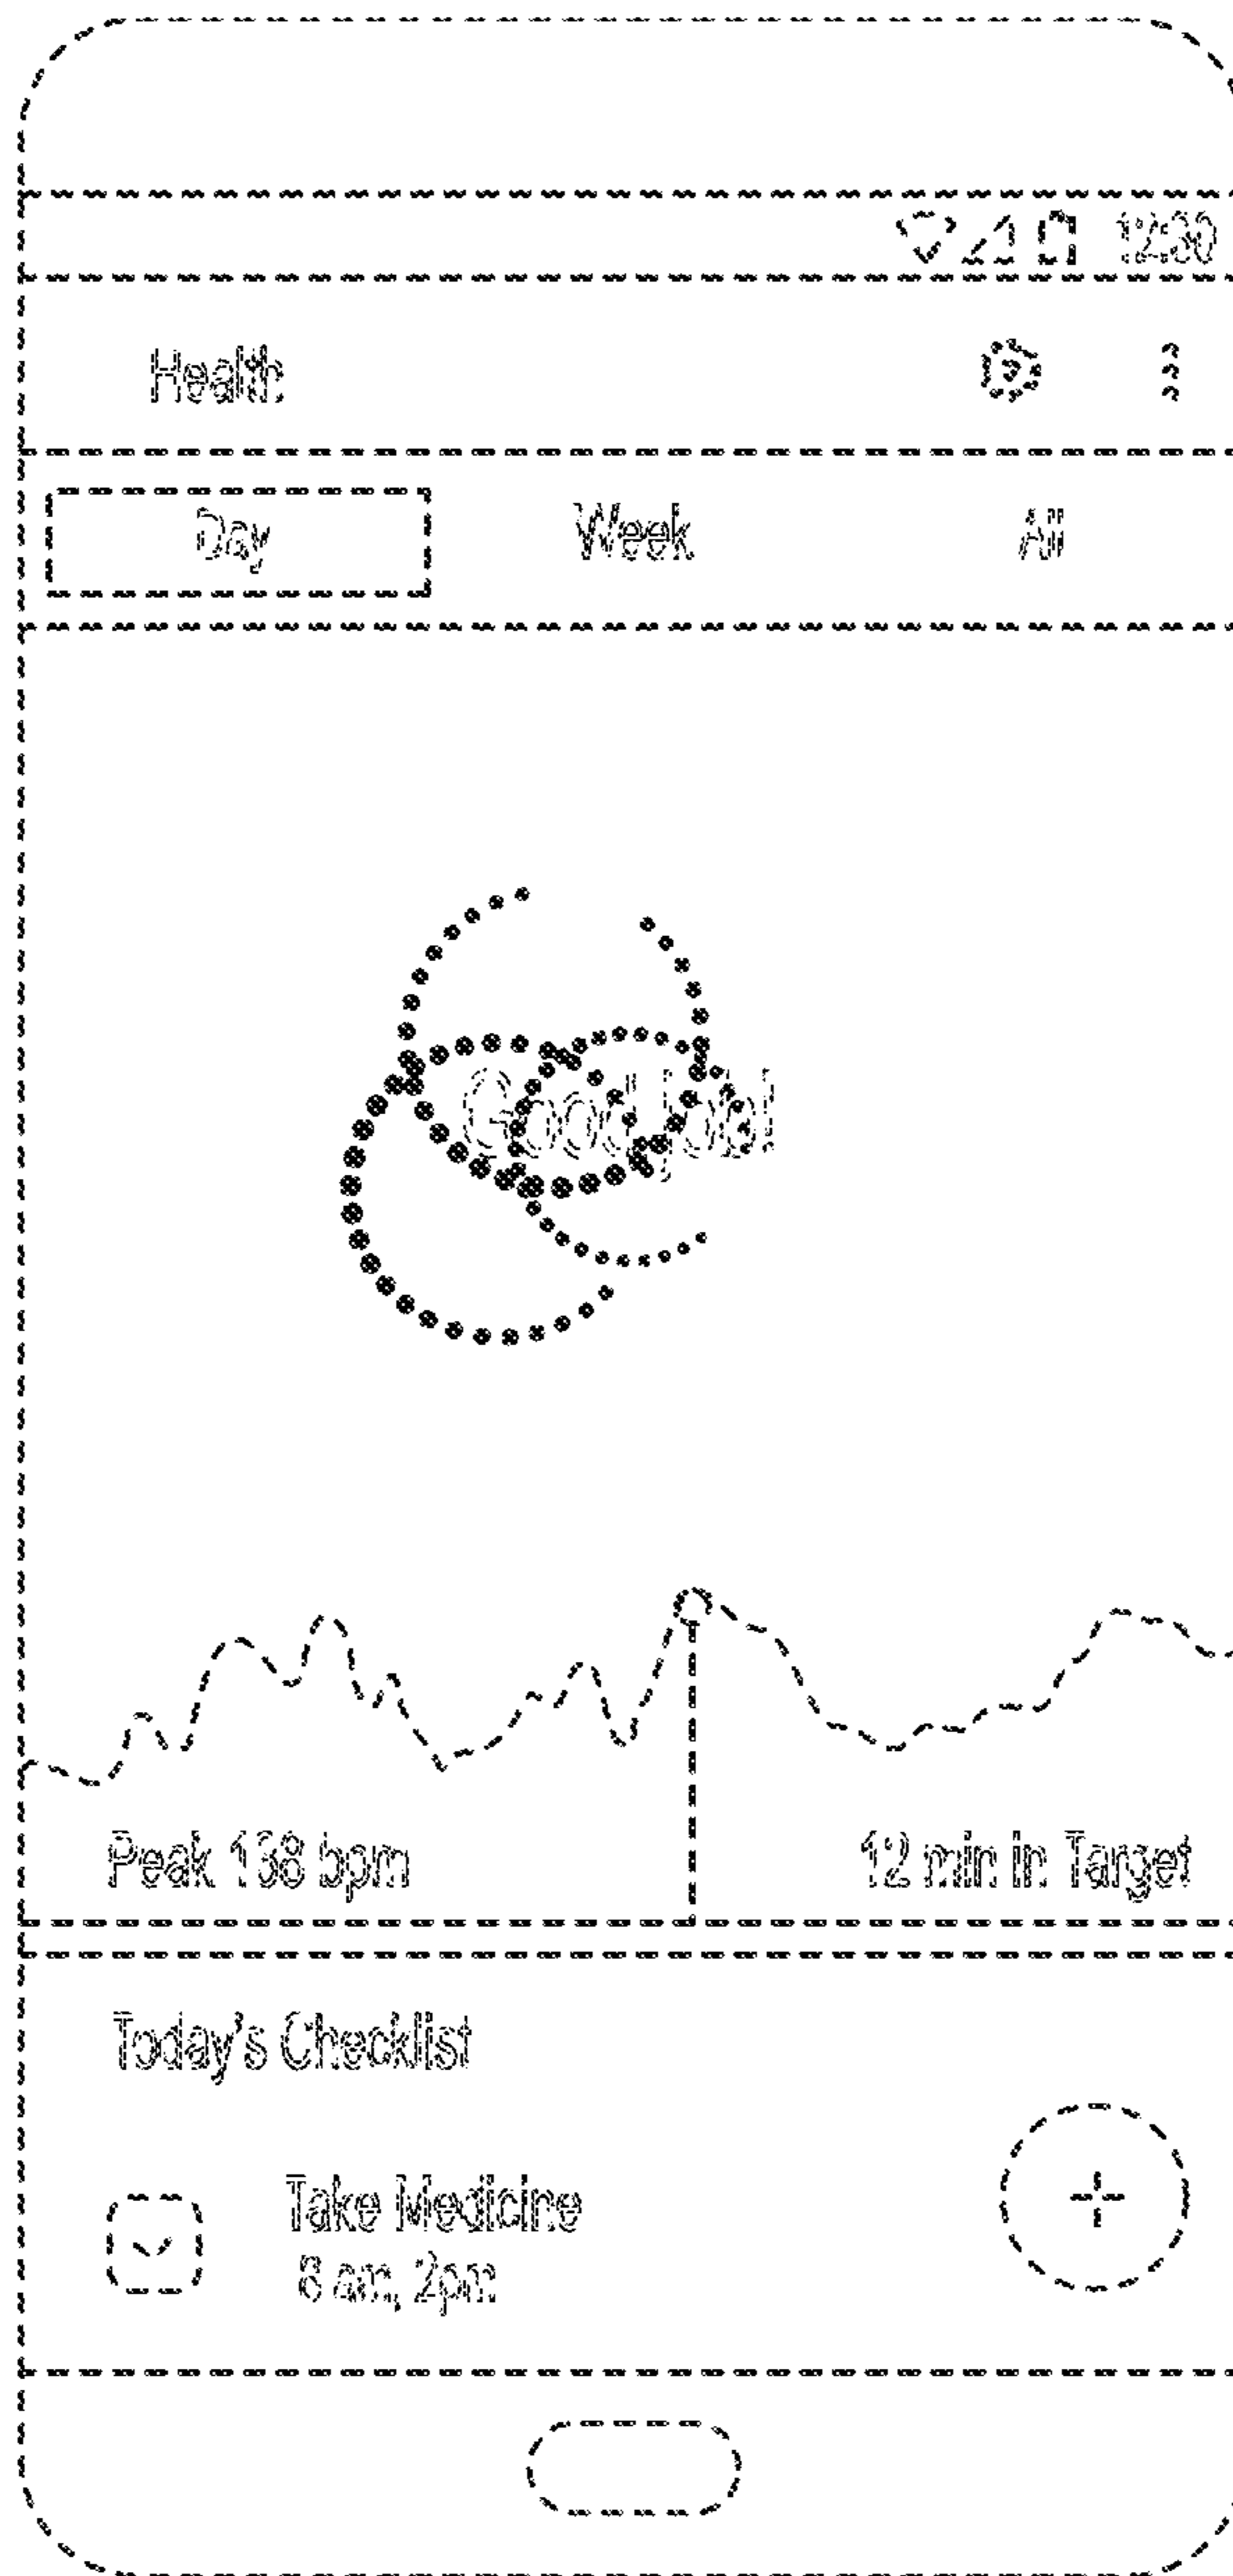 12:30
Health
Day Week All
Good job!
Peak 138 bpm 12 min in Target
Today's Checklist
Take Medicine
8 am, 2pm